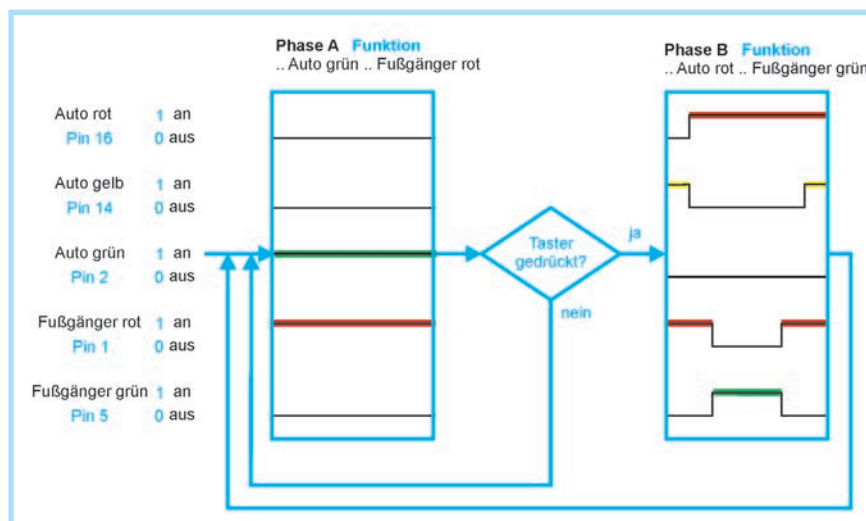 Phase A Funktion
.. Auto grün .. Fußgänger rot
Phase B Funktion
.. Auto rot .. Fußgänger grün
Auto rot 1 an
Pin 16 0 aus
Auto gelb 1 an
Pin 14 0 aus
Auto grün 1 an
Pin 2 0 aus
Fußgänger rot 1 an
Pin 1 0 aus
Fußgänger grün 1 an
Pin 5 0 aus
Taster
gedrückt?
ja
nein